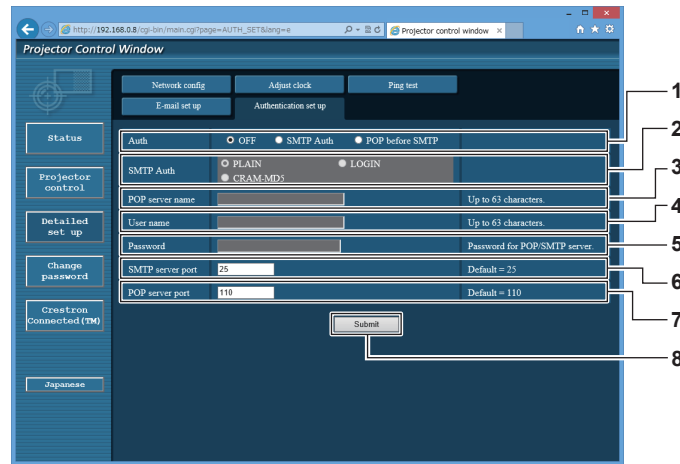 http://192.168.0.8/cgi-bin/main.cgi?page=AUTH_SET&lang=e
Projector control window
Projector Control Window
Network config Adjust clock Ping test
E-mail set up Authentication set up
Status
Projector
control
Detailed
set up
Change
password
Crestron
Connected(TM)
Japanese
Auth OFF SMTP Auth POP before SMTP
SMTP Auth PLAIN LOGIN
CRAM-MD5
POP server name Up to 63 characters.
User name Up to 63 characters.
Password Password for POP/SMTP server.
SMTP server port 25 Default = 25
POP server port 110 Default = 110
Submit
1
2
3
4
5
6
7
8